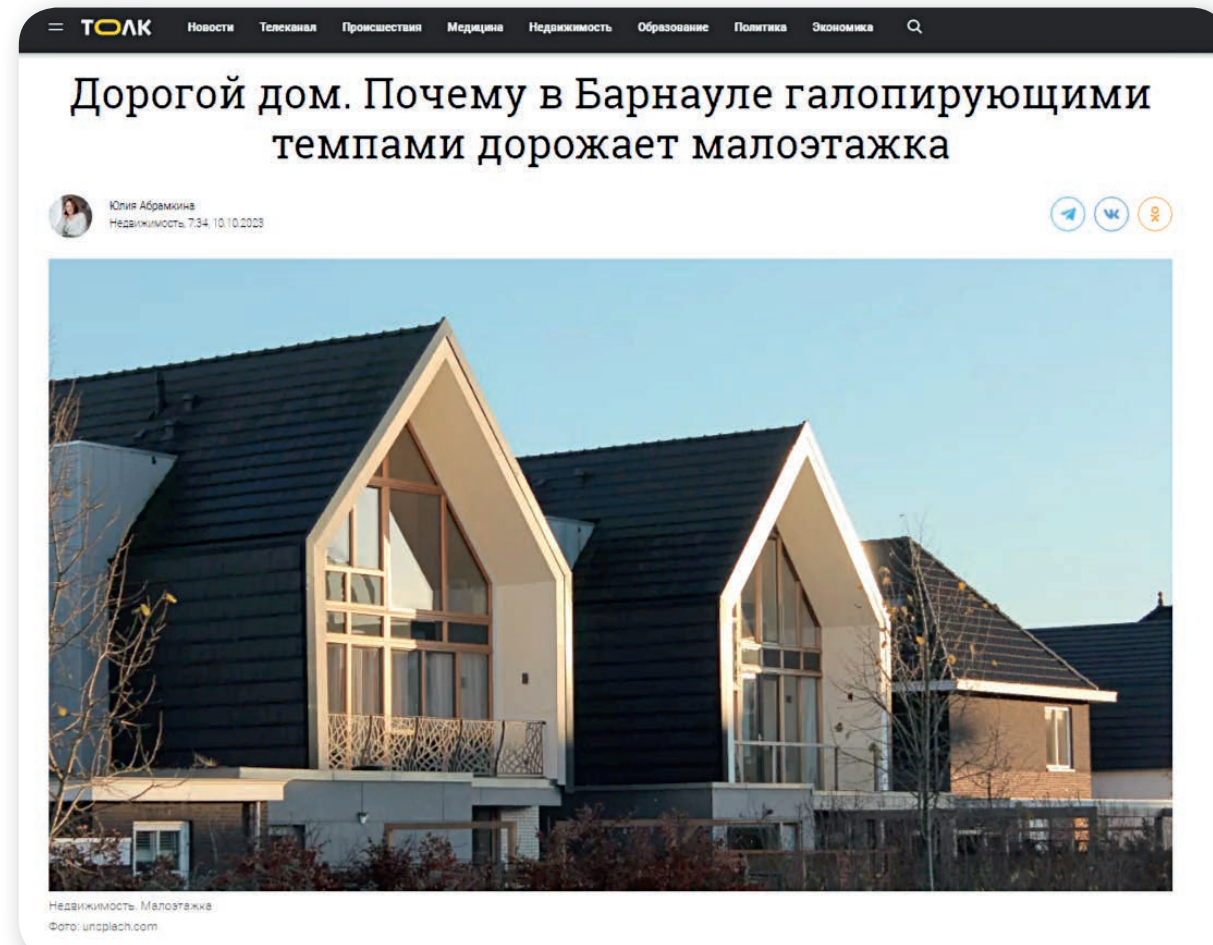 ТОЛК Новости Телеканал Происшествия Медицина Недвижимость Образование Политика Экономика
Дорогой дом. Почему в Барнауле галопирующими
темпами дорожает малоэтажка
Юлия Абрамкина
Недвижимость, 7:34, 10.10.2023
Недвижимость. Малоэтажка
Фото: unsplach.com